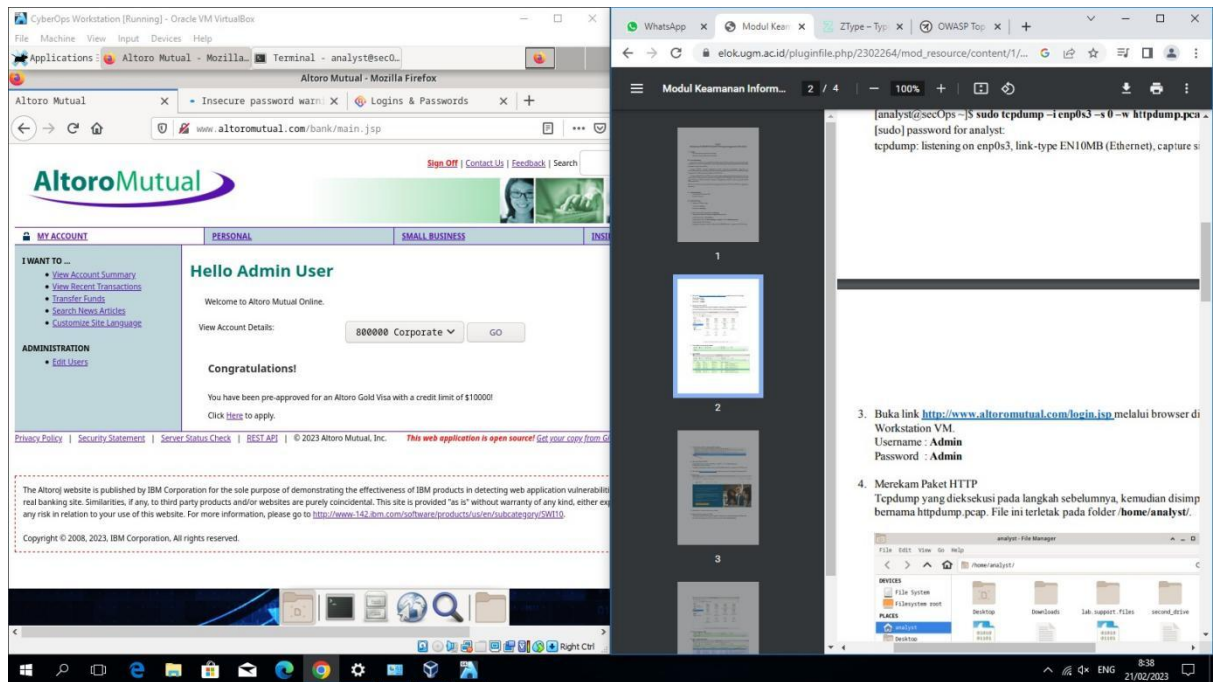 CyberOps Workstation [Running] - Oracle VM VirtualBox
File Machine View Input Devices Help
Applications
Altoro Mutual - Mozilla…
Terminal - analyst@secO…
Altoro Mutual - Mozilla Firefox
Altoro Mutual
Insecure password warni
Logins & Passwords
www.altoromutual.com/bank/main.jsp
Sign Off | Contact Us | Feedback | Search
AltoroMutual
MY ACCOUNT
PERSONAL
SMALL BUSINESS
INSI
I WANT TO ...
View Account Summary
View Recent Transactions
Transfer Funds
Search News Articles
Customize Site Language
ADMINISTRATION
Edit Users
Hello Admin User
Welcome to Altoro Mutual Online.
View Account Details:
800000 Corporate
GO
Congratulations!
You have been pre-approved for an Altoro Gold Visa with a credit limit of $10000!
Click Here to apply.
Privacy Policy | Security Statement | Server Status Check | REST API | © 2023 Altoro Mutual, Inc. This web application is open source! Get your copy from Gi
The AltoroJ website is published by IBM Corporation for the sole purpose of demonstrating the effectiveness of IBM products in detecting web application vulnerabiliti
real banking site. Similarities, if any, to third party products and/or websites are purely coincidental. This site is provided "as is" without warranty of any kind, either exp
any risk in relation to your use of this website. For more information, please go to http://www-142.ibm.com/software/products/us/en/subcategory/SWI10.
Copyright © 2008, 2023, IBM Corporation, All rights reserved.
Right Ctrl
WhatsApp
Modul Kean
ZType – Typi
OWASP Top
elok.ugm.ac.id/pluginfile.php/2302264/mod_resource/content/1/...
Modul Keamanan Inform...
2 / 4
100%
1
2
3
[analyst@secOps ~]$ sudo tcpdump –i enp0s3 –s 0 –w httpdump.pca
[sudo] password for analyst:
tcpdump: listening on enp0s3, link-type EN10MB (Ethernet), capture si
3. Buka link http://www.altoromutual.com/login.jsp melalui browser di
Workstation VM.
Username : Admin
Password : Admin
4. Merekam Paket HTTP
Tcpdump yang dieksekusi pada langkah sebelumnya, kemudian disimp
bernama httpdump.pcap. File ini terletak pada folder /home/analyst/.
analyst - File Manager
File Edit View Go Help
/home/analyst/
DEVICES
File System
Filesystem root
PLACES
analyst
Desktop
Desktop
Downloads
lab.support.files
second_drive
ENG
8:38
21/02/2023